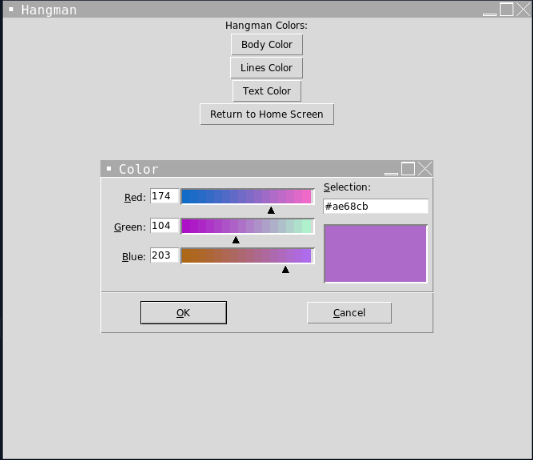 Hangman
Hangman Colors:
Body Color
Lines Color
Text Color
Return to Home Screen
Color
Red: 174
Selection:
#ae68cb
Green: 104
Blue: 203
OK
Cancel